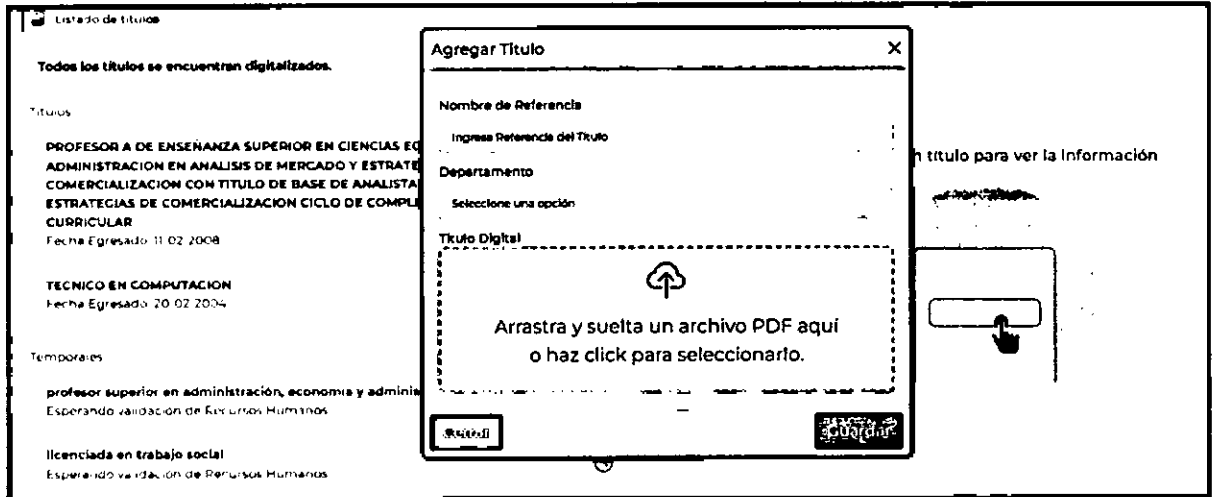 Listado de títulos
Todos los títulos se encuentran digitalizados.
Títulos
PROFESOR A DE ENSEÑANZA SUPERIOR EN CIENCIAS EC
ADMINISTRACION EN ANALISIS DE MERCADO Y ESTRATE
COMERCIALIZACION CON TITULO DE BASE DE ANALISTA
ESTRATEGIAS DE COMERCIALIZACION CICLO DE COMPLE
CURRICULAR
Fecha Egresado: 11-02-2008
TECNICO EN COMPUTACION
Fecha Egresado: 20-02-2004
Temporales
profesor superior en administración, economia y adminis
Esperando validación de Recursos Humanos
licenciada en trabajo social
Esperando validación de Recursos Humanos
Agregar Titulo
Nombre de Referencia
Ingrese Referencia del Titulo
Departamento
Seleccione una opción
Titulo Digital
Arrastra y suelta un archivo PDF aquí
o haz click para seleccionarlo.
Cerrar
Guardar
n título para ver la información